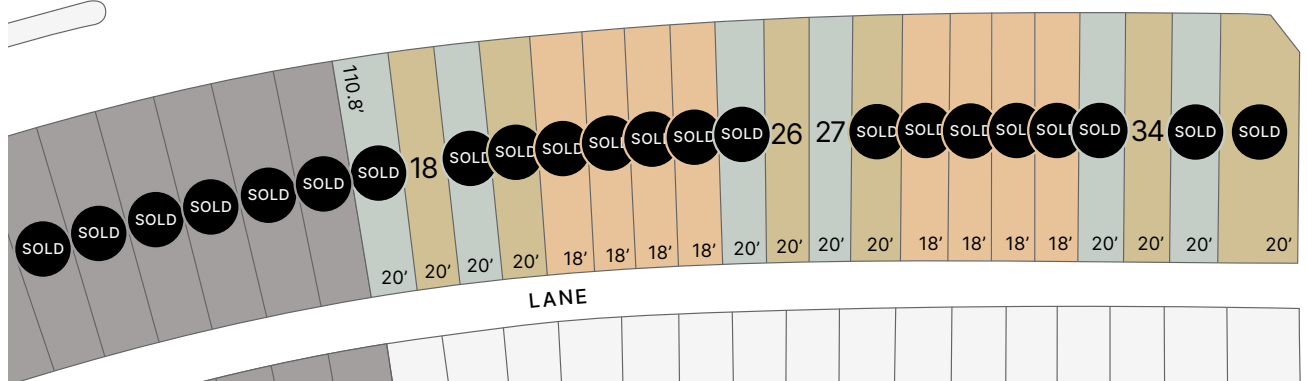 110.8’
SOLD SOLD SOLD SOLD SOLD SOLD SOLD 18 SOLD SOLD SOLD SOLD SOLD SOLD SOLD 26 27 SOLD SOLD SOLD SOLD SOLD SOLD 34 SOLD SOLD
20’ 20’ 20’ 20’ 18’ 18’ 18’ 18’ 20’ 20’ 20’ 20’ 18’ 18’ 18’ 18’ 20’ 20’ 20’ 20’
LANE